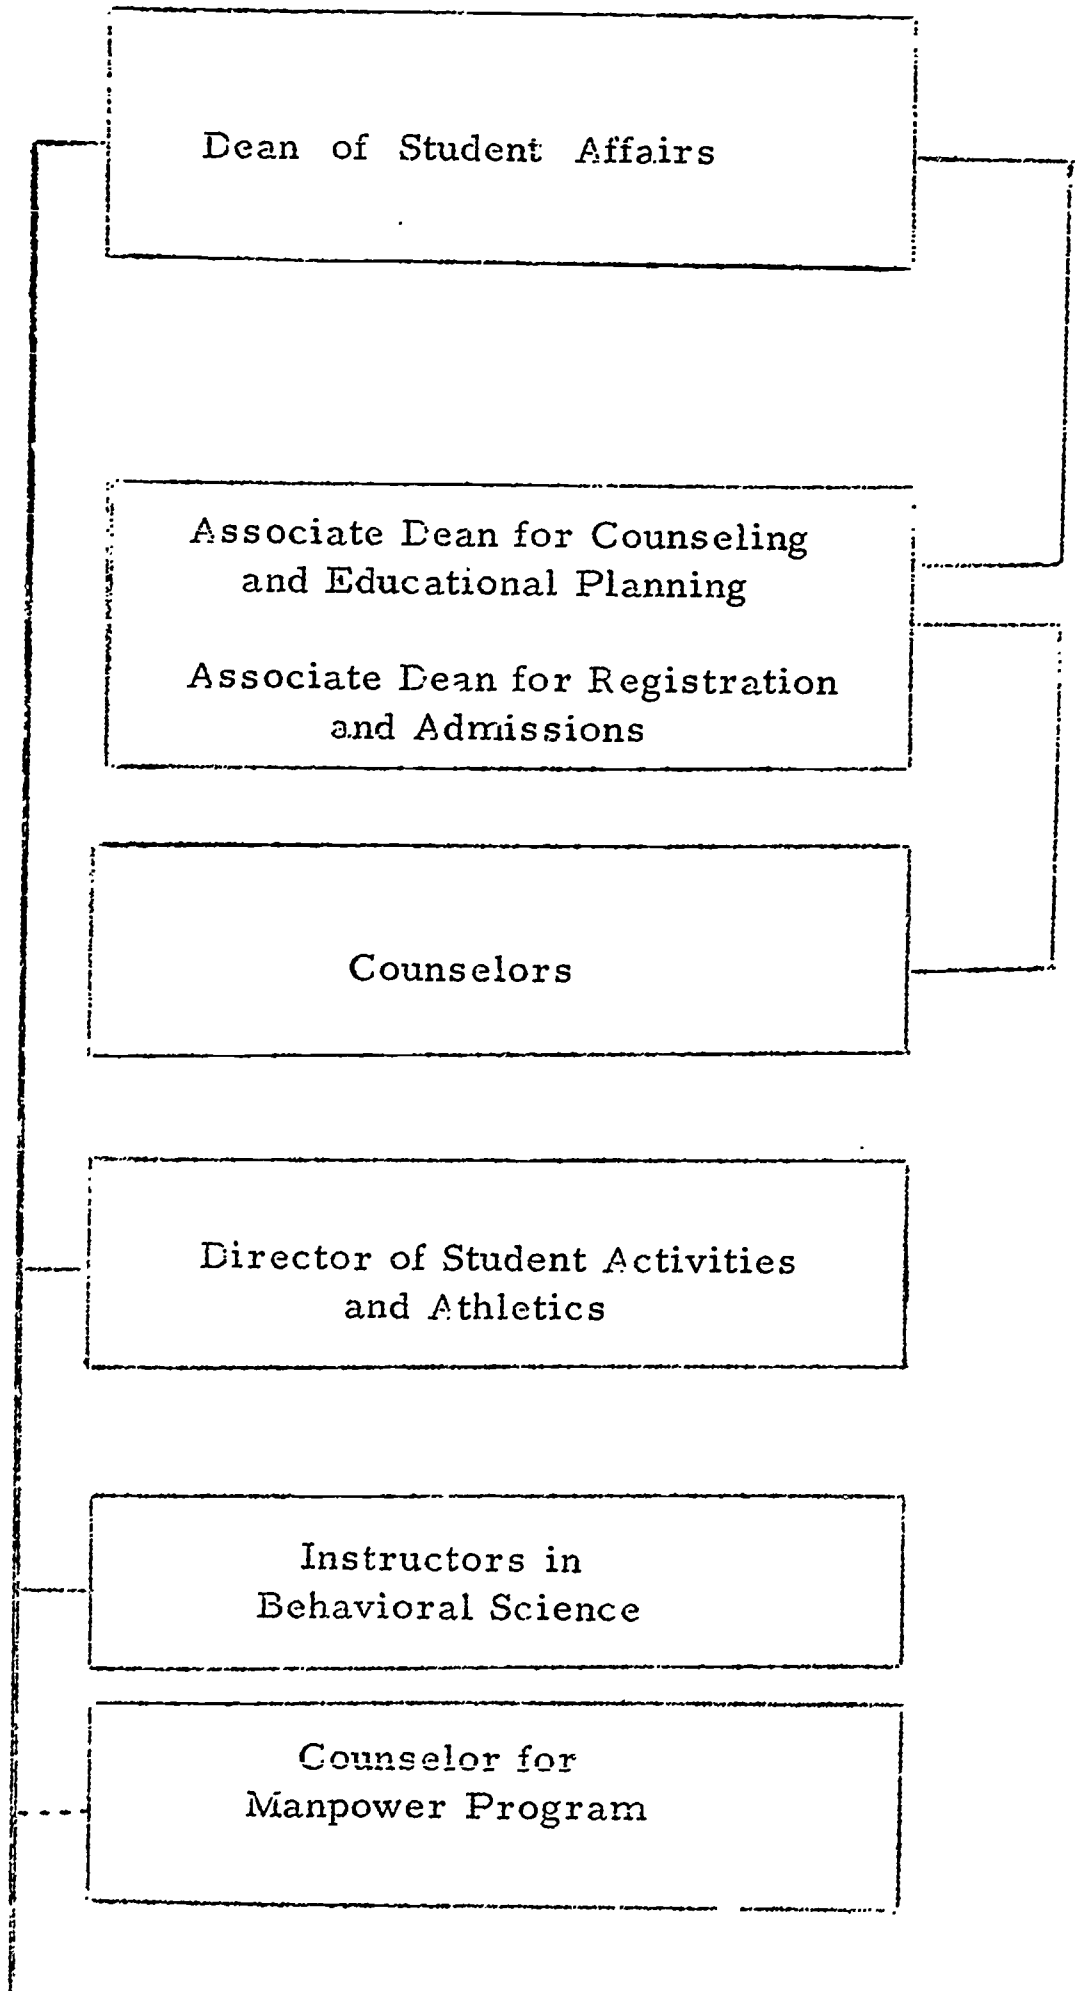 Dean of Student Affairs
Associate Dean for Counseling
and Educational Planning
Associate Dean for Registration
and Admissions
Counselors
Director of Student Activities
and Athletics
Instructors in
Behavioral Science
Counselor for
Manpower Program